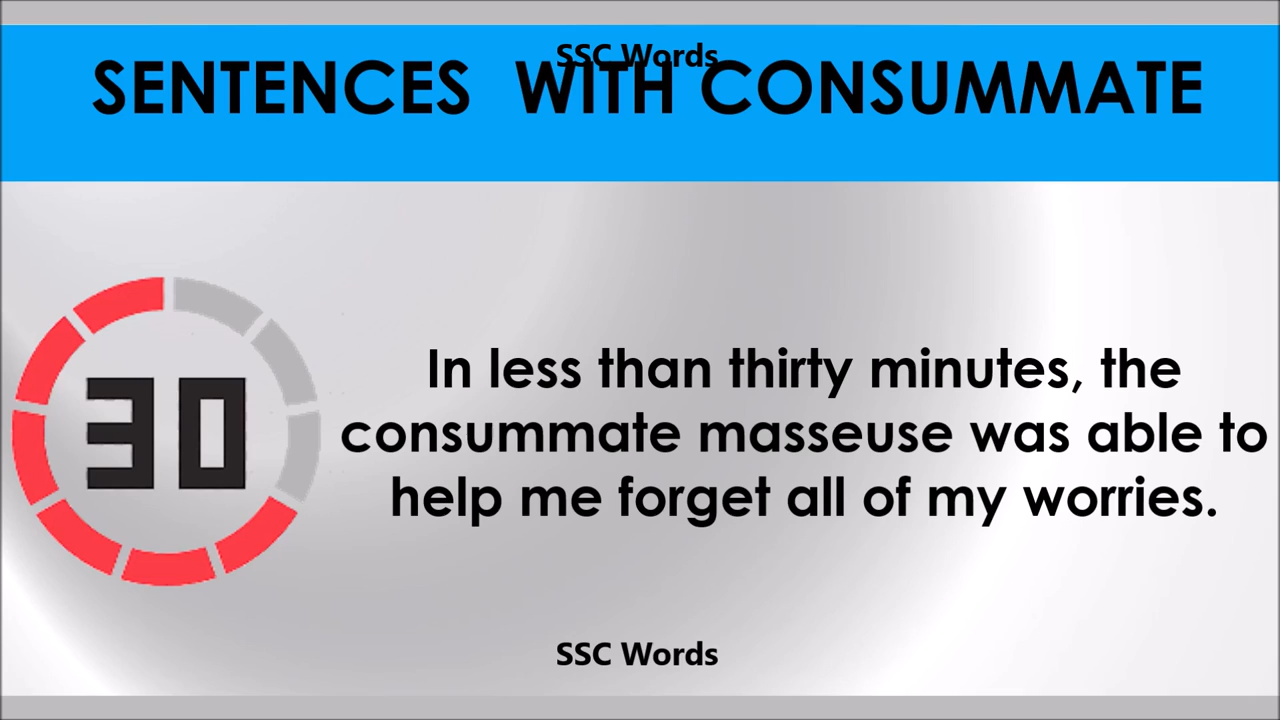 SSC Words
SENTENCES WITH CONSUMMATE
30
In less than thirty minutes, the
consummate masseuse was able to
help me forget all of my worries.
SSC Words